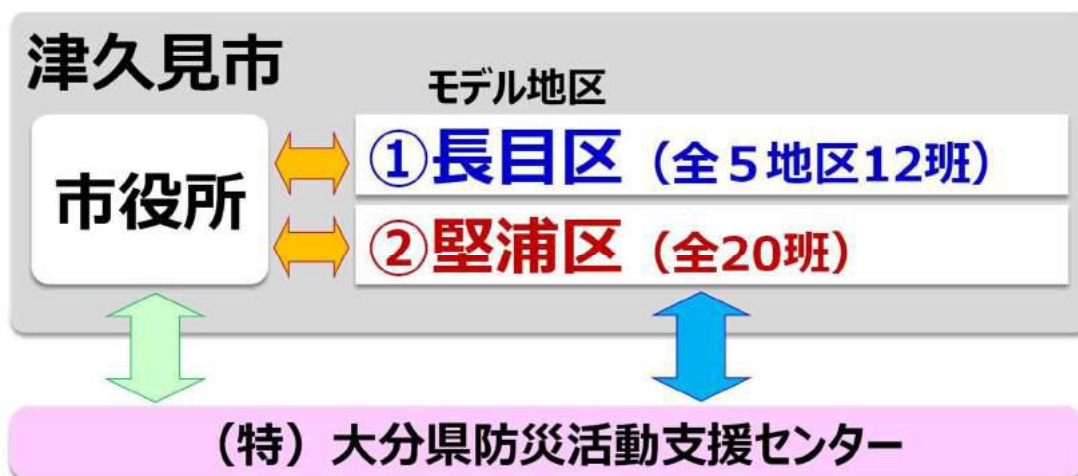 津久見市
モデル地区
市役所
①長目区（全５地区12班）
②堅浦区（全20班）
（特）大分県防災活動支援センター